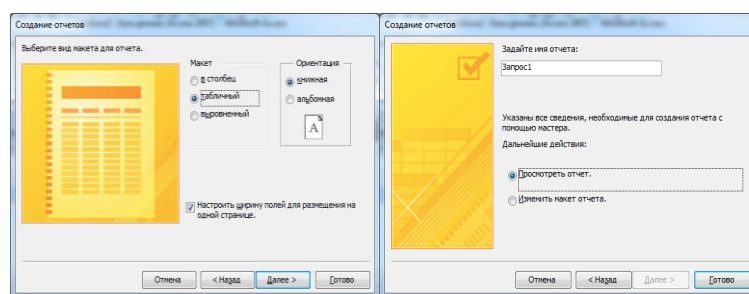 Создание отчетов
Выберите вид макета для отчета.
Макет
в столбец
табличный
выровненный
Ориентация
книжная
альбомная
A
Настроить ширину полей для размещения на
одной странице.
Отмена
< Назад
Далее >
Готово
Создание отчетов
Задайте имя отчета:
Запрос1
Указаны все сведения, необходимые для создания отчета с
помощью мастера.
Дальнейшие действия:
Просмотреть отчет.
Изменить макет отчета.
Отмена
< Назад
Далее >
Готово